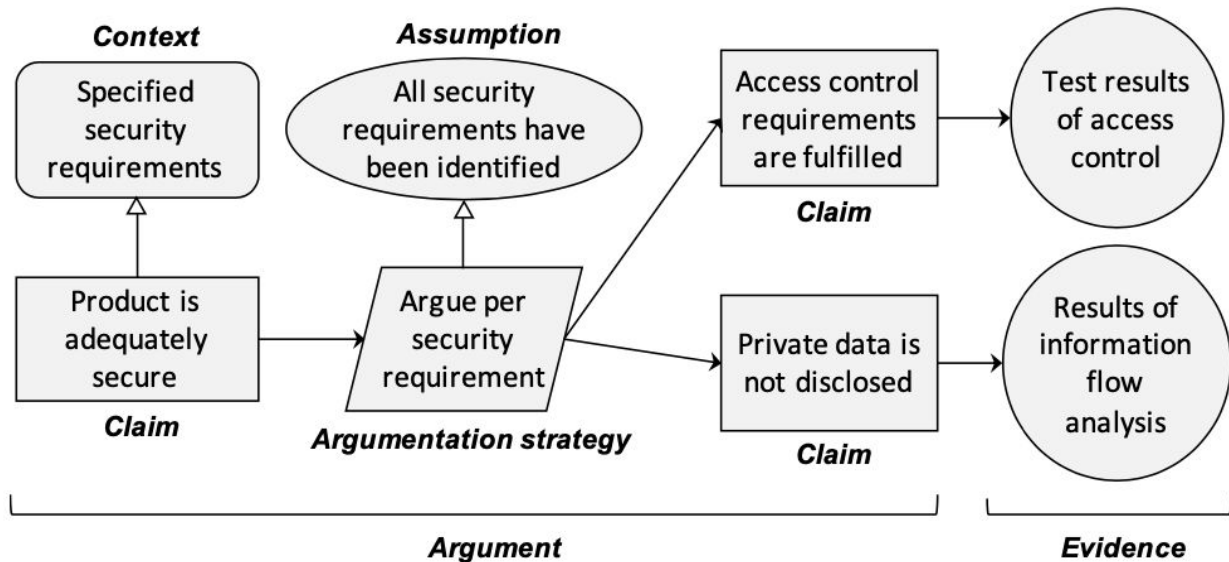 Context
Specified
security
requirements
Assumption
All security
requirements have
been identified
Access control
requirements
are fulfilled
Claim
Test results
of access
control
Product is
adequately
secure
Claim
Argue per
security
requirement
Argumentation strategy
Private data is
not disclosed
Claim
Results of
information
flow
analysis
Argument
Evidence